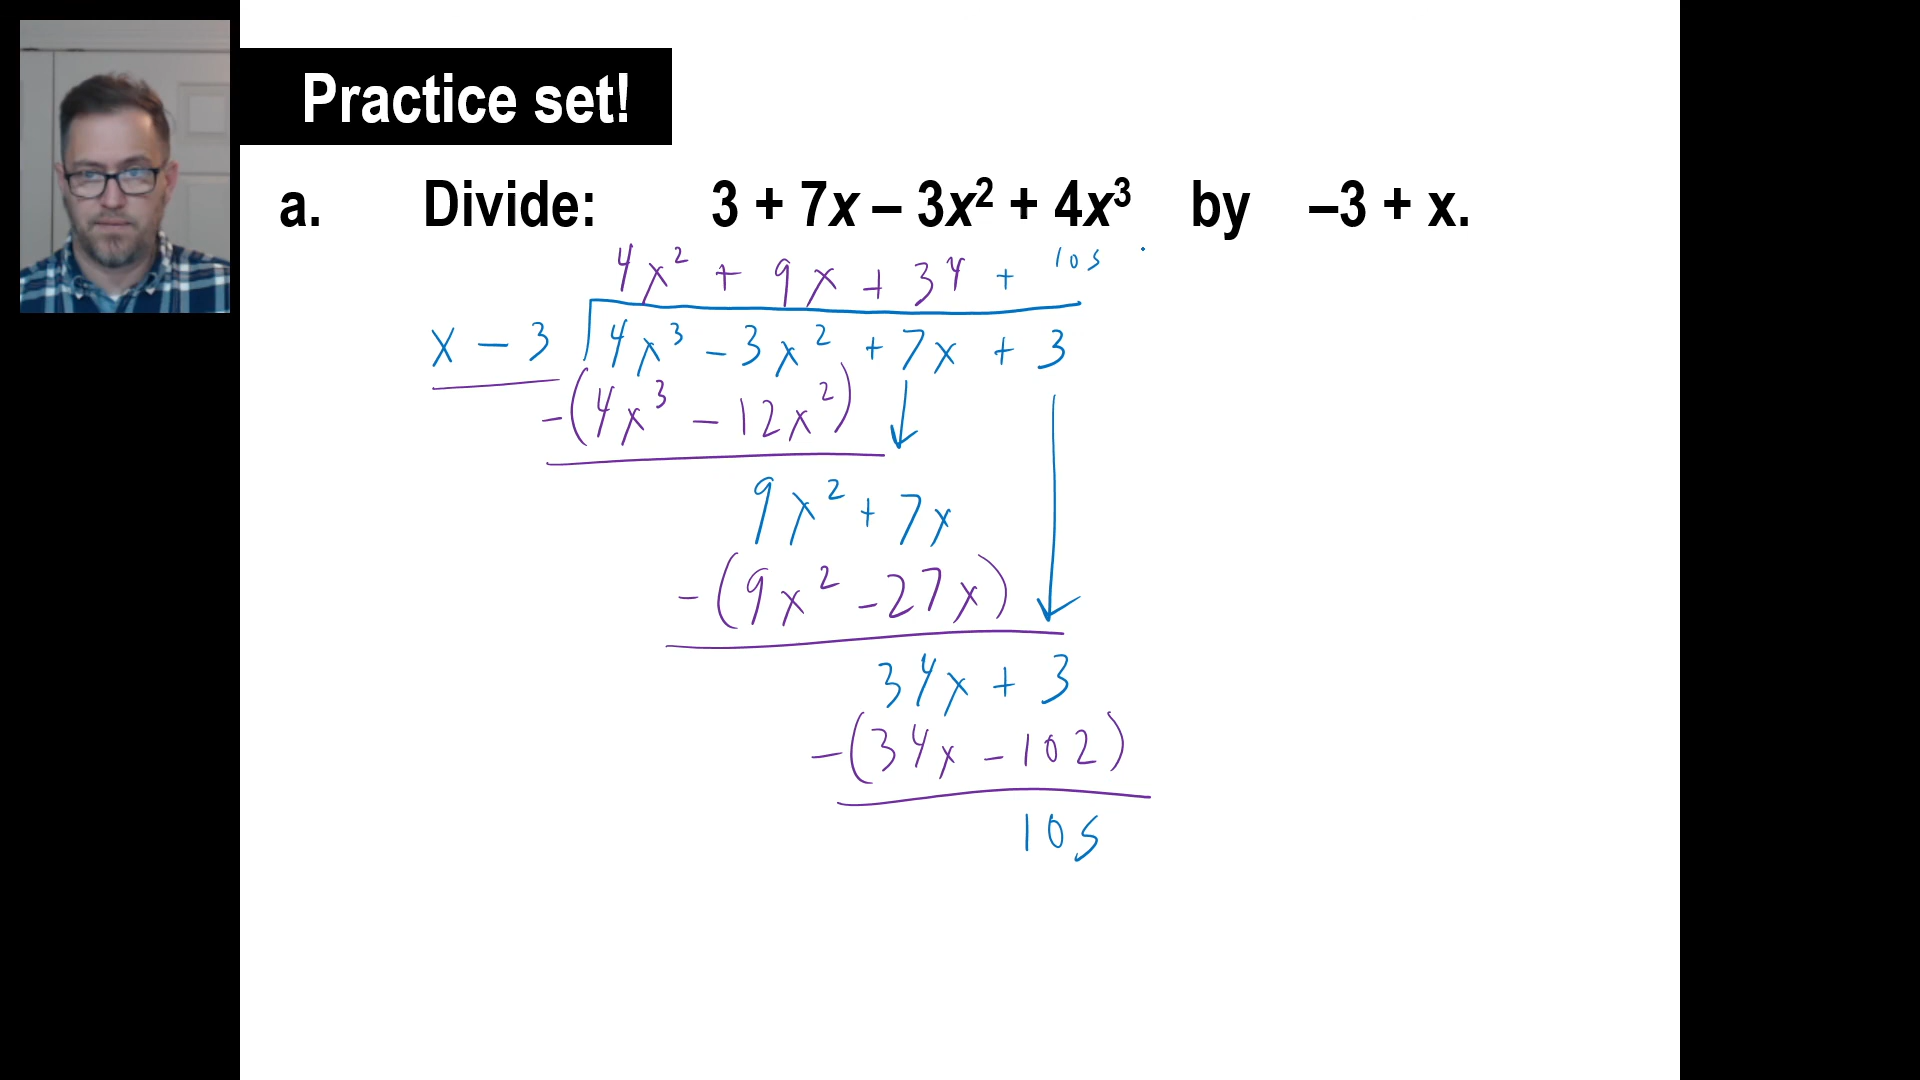 Practice set!
a. Divide: 3 + 7x – 3x² + 4x³ by –3 + x.
4x² + 9x + 34 + 105
x – 3 4x³ – 3x² + 7x + 3
–(4x³ – 12x²)
9x² + 7x
–(9x² – 27x)
34x + 3
–(34x – 102)
105